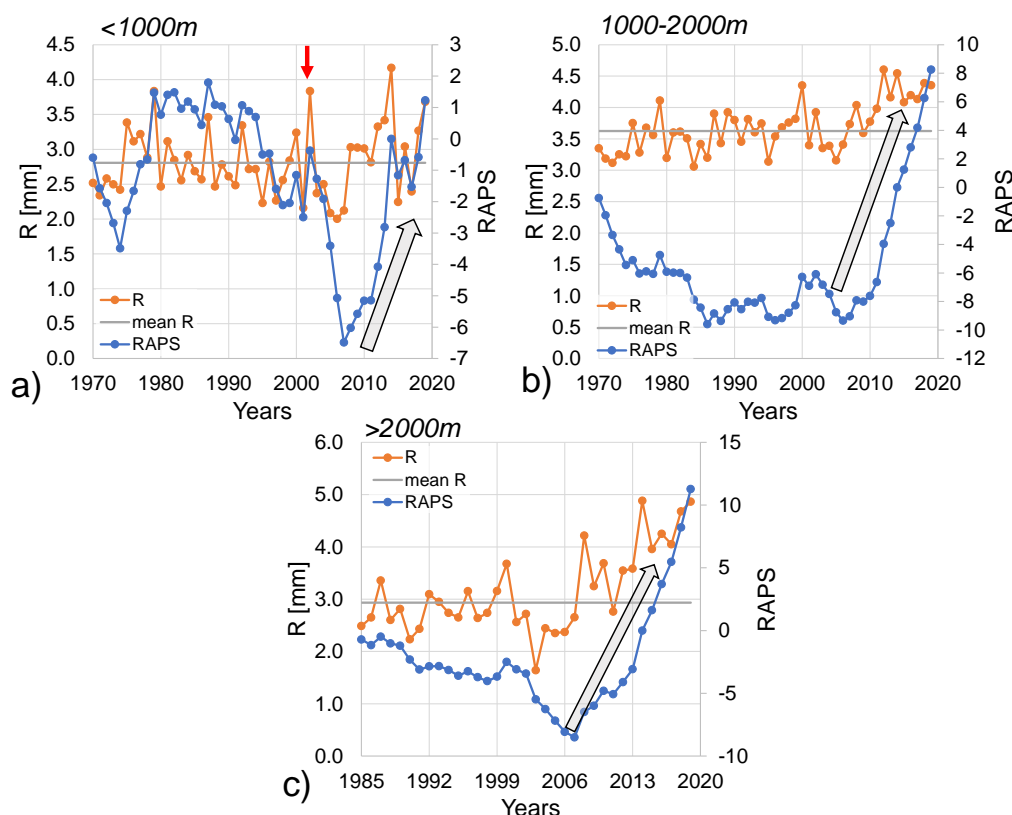 <1000m
4.5
4.0
3.5
3.0
2.5
2.0
1.5
1.0
0.5
0.0
R [mm]
3
2
1
0
-1
-2
-3
-4
-5
-6
-7
RAPS
R
mean R
RAPS
1970 1980 1990 2000 2010 2020
Years
a)
1000-2000m
5.0
4.5
4.0
3.5
3.0
2.5
2.0
1.5
1.0
0.5
0.0
R [mm]
10
8
6
4
2
0
-2
-4
-6
-8
-10
-12
RAPS
R
mean R
RAPS
1970 1980 1990 2000 2010 2020
Years
b)
>2000m
6.0
5.0
4.0
3.0
2.0
1.0
0.0
R [mm]
15
10
5
0
-5
-10
RAPS
R
mean R
RAPS
1985 1992 1999 2006 2013 2020
Years
c)